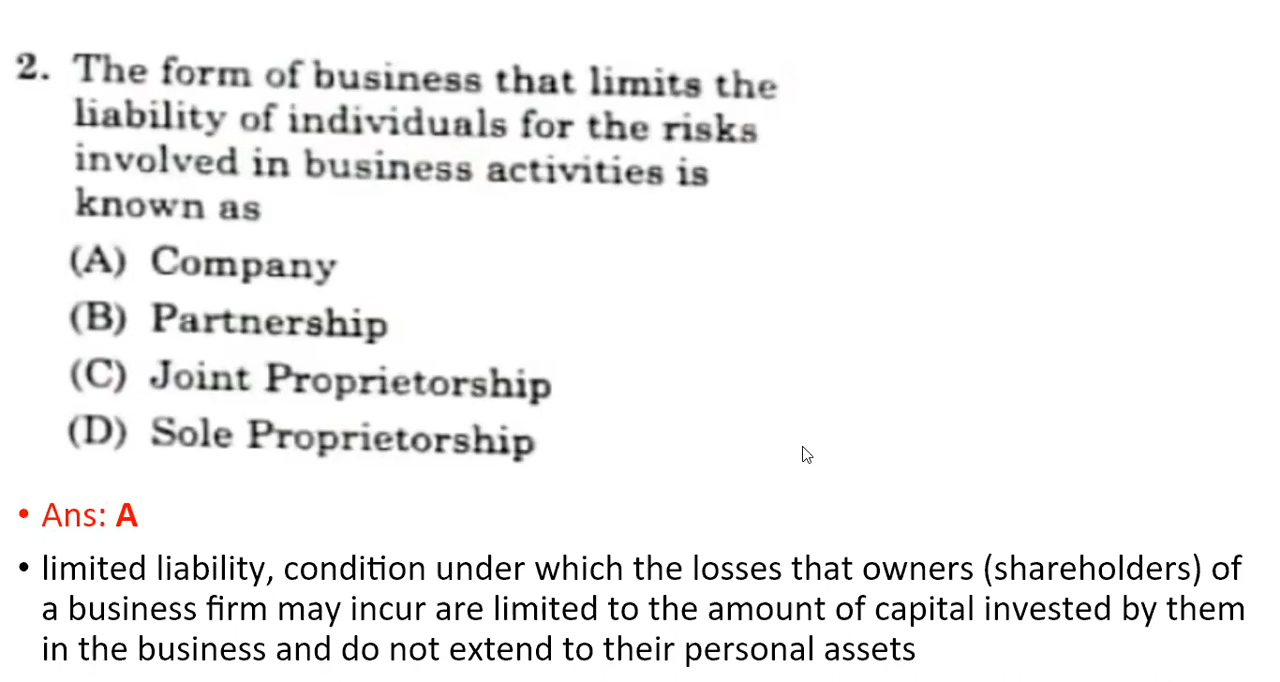 2. The form of business that limits the
liability of individuals for the risks
involved in business activities is
known as
(A) Company
(B) Partnership
(C) Joint Proprietorship
(D) Sole Proprietorship
• Ans: A
• limited liability, condition under which the losses that owners (shareholders) of
a business firm may incur are limited to the amount of capital invested by them
in the business and do not extend to their personal assets